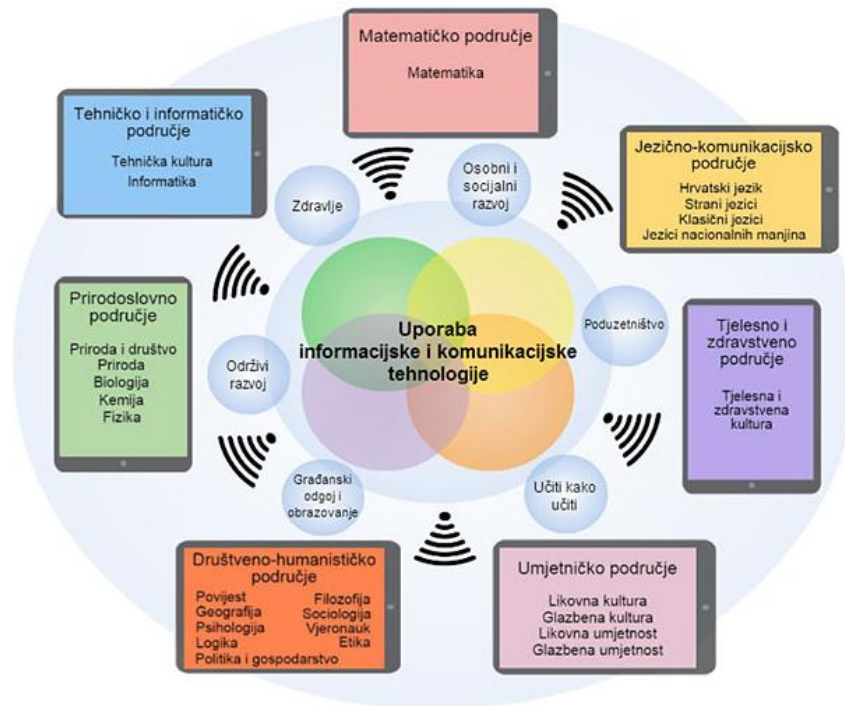 Matematičko područje
Matematika
Tehničko i informatičko
područje
Tehnička kultura
Informatika
Jezično-komunikacijsko
područje
Hrvatski jezik
Strani jezici
Klasični jezici
Jezici nacionalnih manjina
Zdravlje
Osobni i
socijalni
razvoj
Prirodoslovno
područje
Priroda i društvo
Priroda
Biologija
Kemija
Fizika
Održivi
razvoj
Uporaba
informacijske i komunikacijske
tehnologije
Poduzetništvo
Tjelesno i
zdravstveno
područje
Tjelesna i
zdravstvena
kultura
Građanski
odgoj i
obrazovanje
Učiti kako
učiti
Društveno-humanističko
područje
Povijest
Geografija
Psihologija
Logika
Politika i gospodarstvo
Filozofija
Sociologija
Vjeronauk
Etika
Umjetničko područje
Likovna kultura
Glazbena kultura
Likovna umjetnost
Glazbena umjetnost